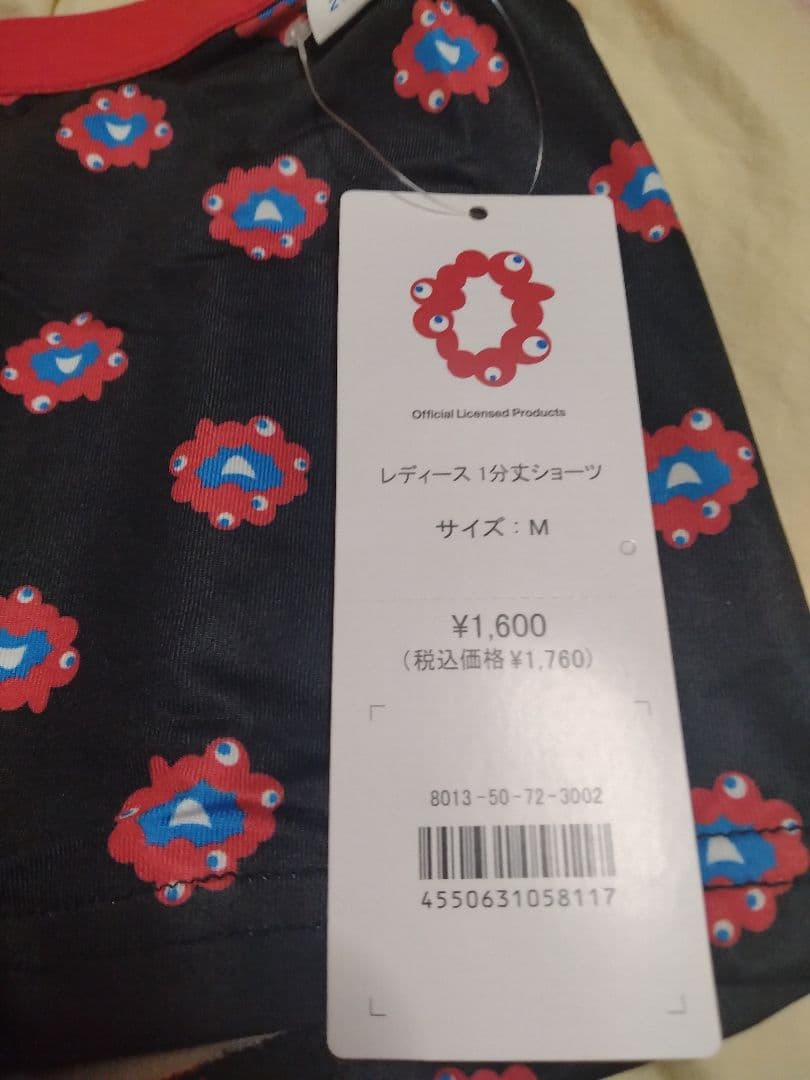 Official Licensed Products
レディース 1分丈ショーツ
サイズ：M
¥1,600
（税込価格¥1,760）
8013-50-72-3002
4550631058117